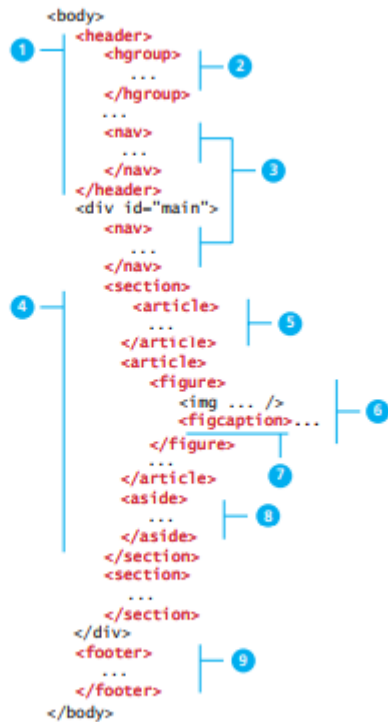 <body>
<header>
1
<hgroup>
2
...
</hgroup>
...
<nav>
...
3
</nav>
</header>
<div id="main">
<nav>
...
</nav>
<section>
4
<article>
...
5
</article>
<article>
<figure>
<img ... />
6
<figcaption>...
</figure>
7
...
</article>
<aside>
...
8
</aside>
</section>
<section>
...
</section>
</div>
<footer>
9
...
</footer>
</body>